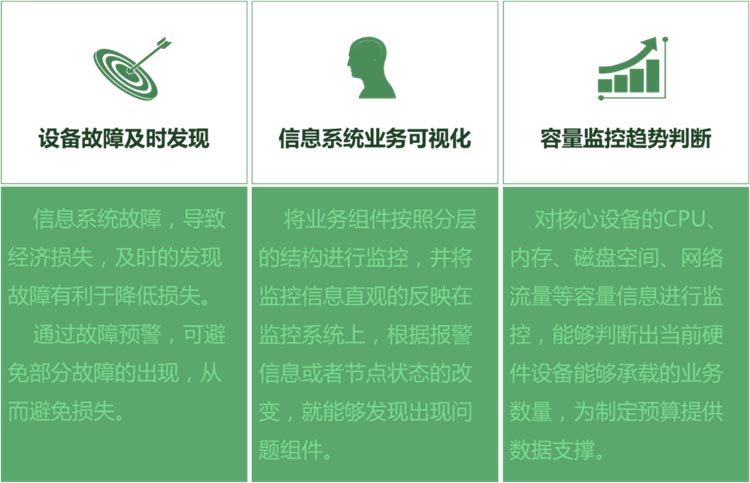 设备故障及时发现
信息系统故障，导致
经济损失，及时的发现
故障有利于降低损失。
通过故障预警，可避
免部分故障的出现，从
而避免损失。
信息系统业务可视化
将业务组件按照分层
的结构进行监控，并将
监控信息直观的反映在
监控系统上，根据报警
信息或者节点状态的改
变，就能够发现出现问
题组件。
容量监控趋势判断
对核心设备的CPU、
内存、磁盘空间、网络
流量等容量信息进行监
控，能够判断出当前硬
件设备能够承载的业务
数量，为制定预算提供
数据支撑。